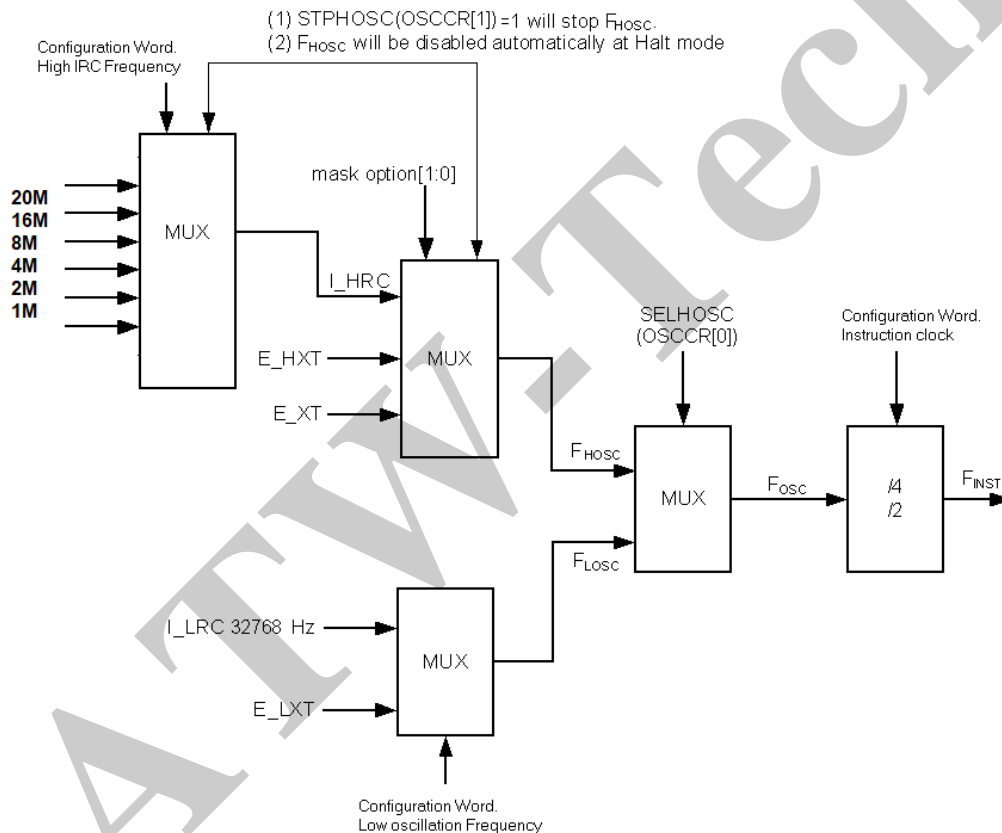 (1) STPHOSC(OSCCR[1])=1 will stop FHOSC.
(2) FHOSC will be disabled automatically at Halt mode
Configuration Word.
High IRC Frequency
mask option[1:0]
20M
16M
8M
4M
2M
1M
MUX
I_HRC
E_HXT
E_XT
MUX
SELHOSC
(OSCCR[0])
Configuration Word.
Instruction clock
FHOSC
MUX
FOSC
/4
/2
FINST
FLOSC
I_LRC 32768 Hz
E_LXT
MUX
Configuration Word.
Low oscillation Frequency
ATW-Tech